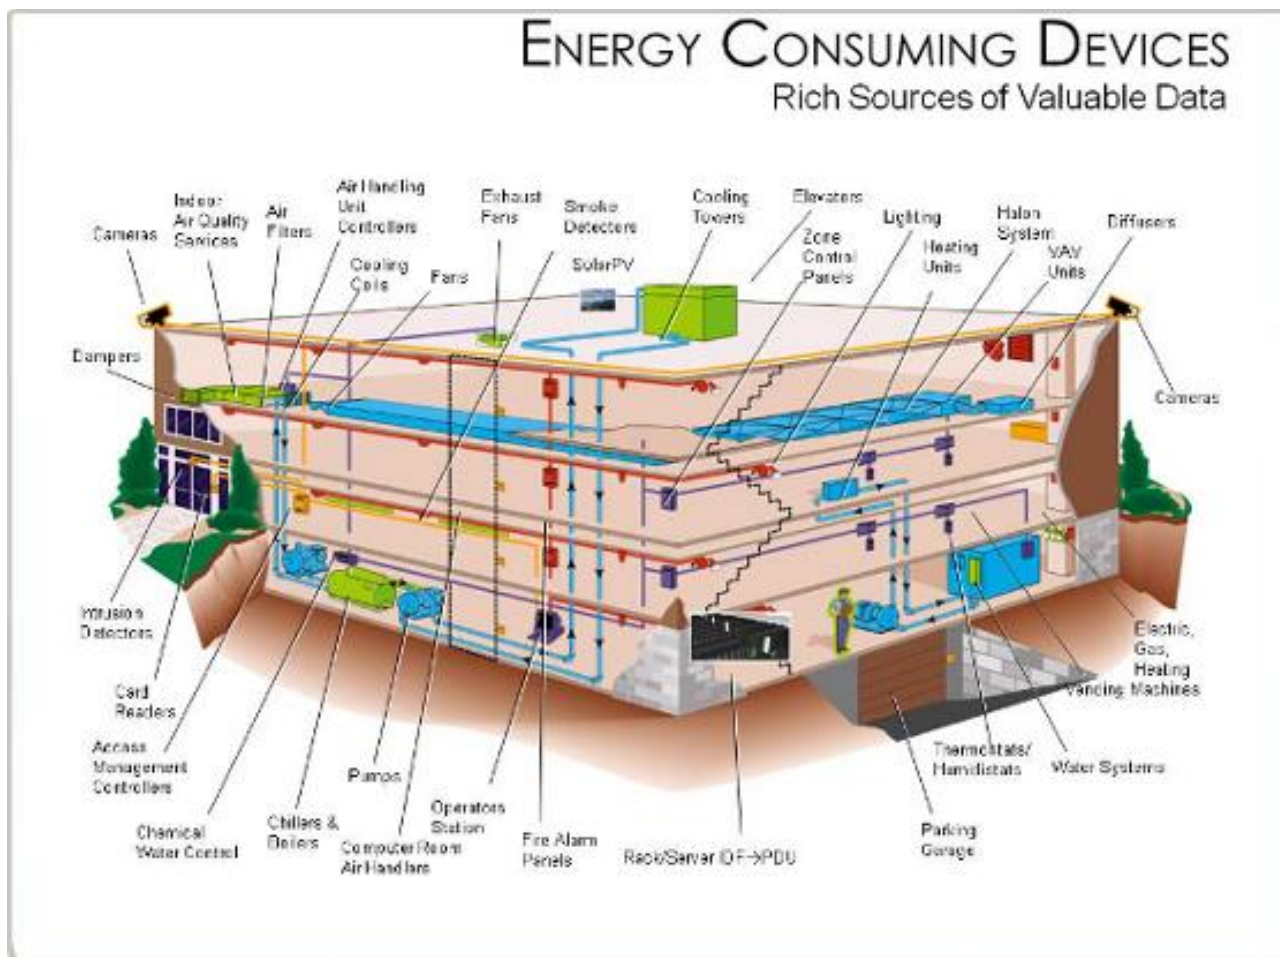 ENERGY CONSUMING DEVICES
Rich Sources of Valuable Data
Cameras
Indoor
Air Quality
Services
Air
Filters
Air Handling
Unit
Controllers
Cooling
Coils
Fans
Exhaust
Fans
Smoke
Detectors
Solar PV
Cooling
Towers
Elevators
Zone
Control
Panels
Lighting
Heating
Units
Halon
System
VAV
Units
Diffusers
Dampers
Cameras
Intrusion
Detectors
Card
Readers
Access
Management
Controllers
Chemical
Water Control
Chillers &
Boilers
Pumps
Computer Room
Air Handlers
Operators
Station
Fire Alarm
Panels
Rack/Server IDF→PDU
Parking
Garage
Thermostats/
Humidistats
Water Systems
Electric,
Gas,
Heating
Vending Machines